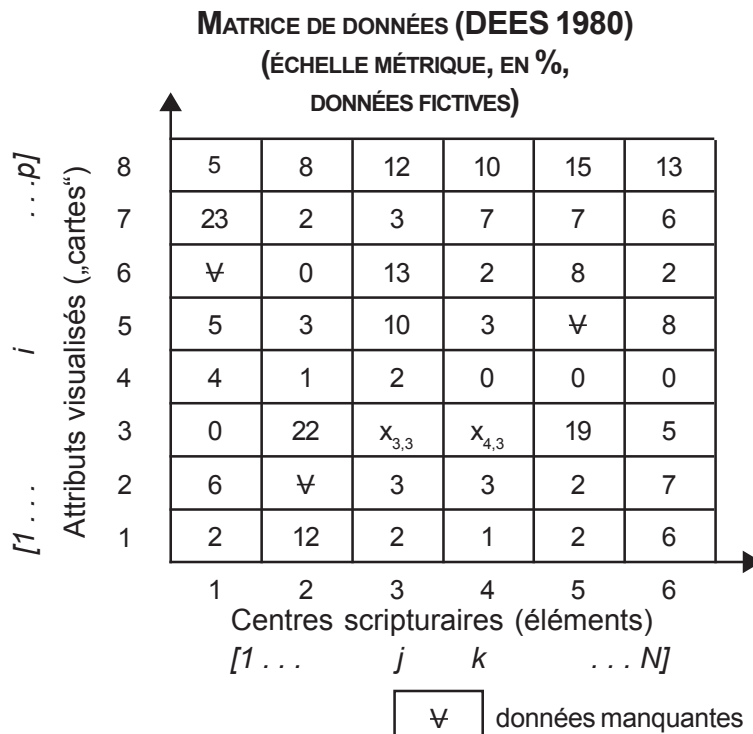 MATRICE DE DONNÉES (DEES 1980)
(ÉCHELLE MÉTRIQUE, EN %,
DONNÉES FICTIVES)
[1 . . . i . . .p]
Attributs visualisés („cartes“)
8 5 8 12 10 15 13
7 23 2 3 7 7 6
6 ∀ 0 13 2 8 2
5 5 3 10 3 ∀ 8
4 4 1 2 0 0 0
3 0 22 x3,3 x4,3 19 5
2 6 ∀ 3 3 2 7
1 2 12 2 1 2 6
1 2 3 4 5 6
Centres scripturaires (éléments)
[1 . . . j k . . . N]
∀ données manquantes